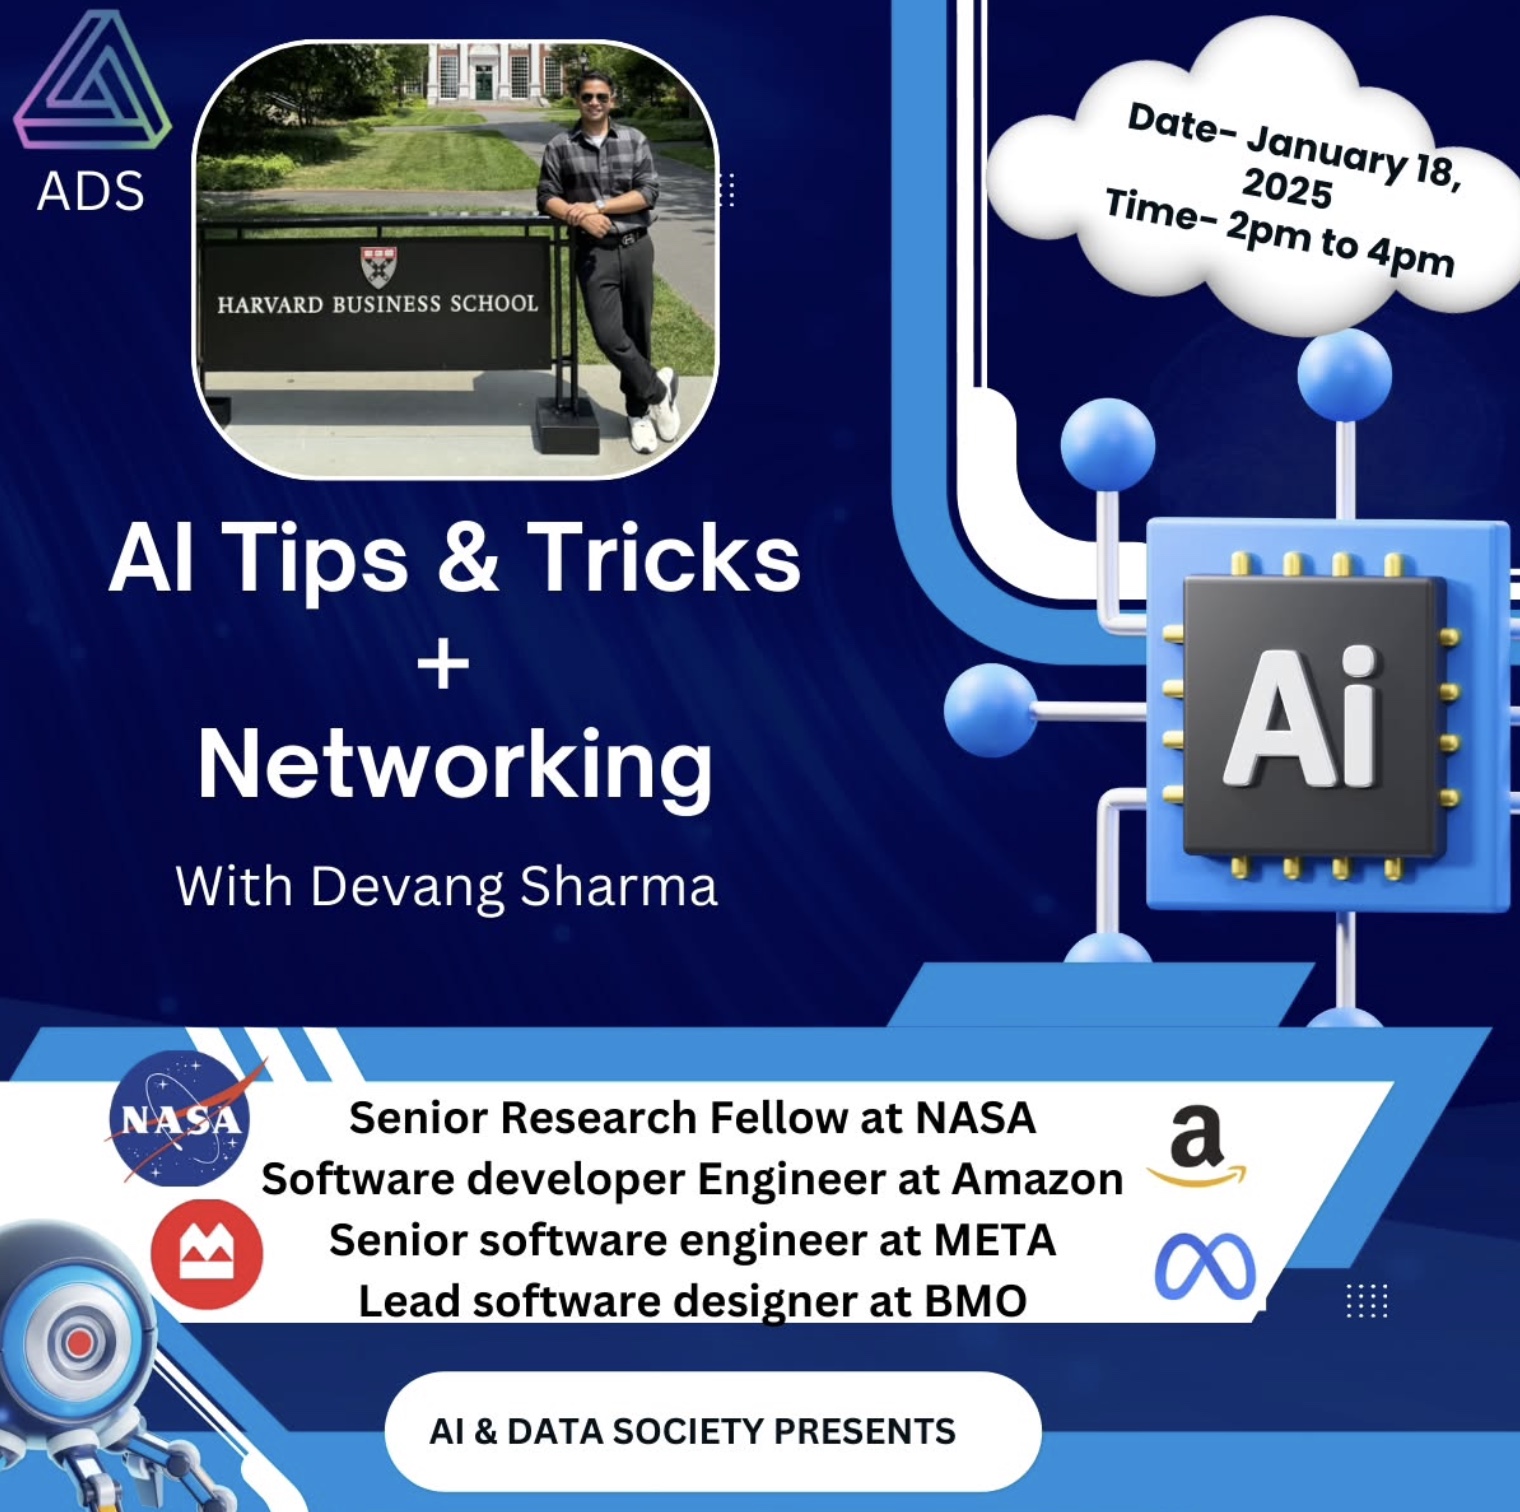 ADS
HARVARD BUSINESS SCHOOL
Date- January 18,
2025
Time- 2pm to 4pm
AI Tips & Tricks
+
Networking
With Devang Sharma
Ai
NASA
Senior Research Fellow at NASA
a
Software developer Engineer at Amazon
Senior software engineer at META
Lead software designer at BMO
AI & DATA SOCIETY PRESENTS